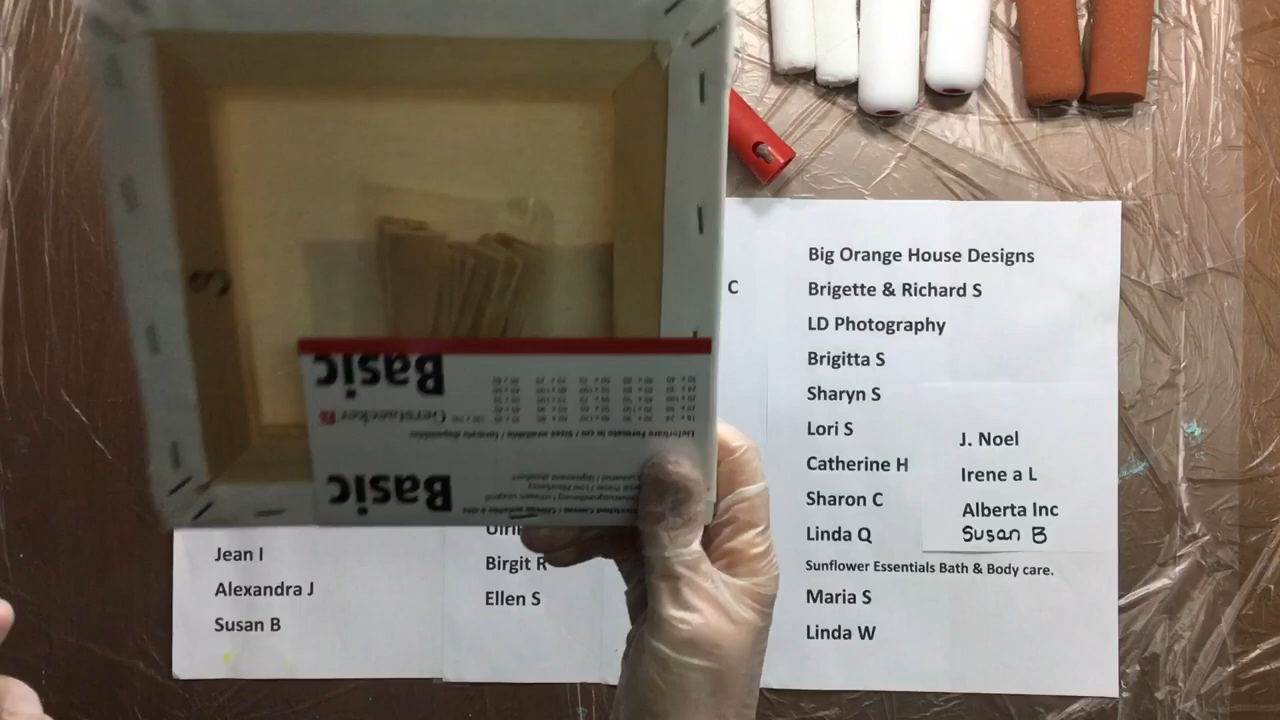 Basic
Gerstaecker
Basic
C
Jean I
Alexandra J
Susan B
Birgit R
Ellen S
Big Orange House Designs
Brigette & Richard S
LD Photography
Brigitta S
Sharyn S
Lori S
Catherine H
Sharon C
Linda Q
Sunflower Essentials Bath & Body care.
Maria S
Linda W
J. Noel
Irene a L
Alberta Inc
Susan B